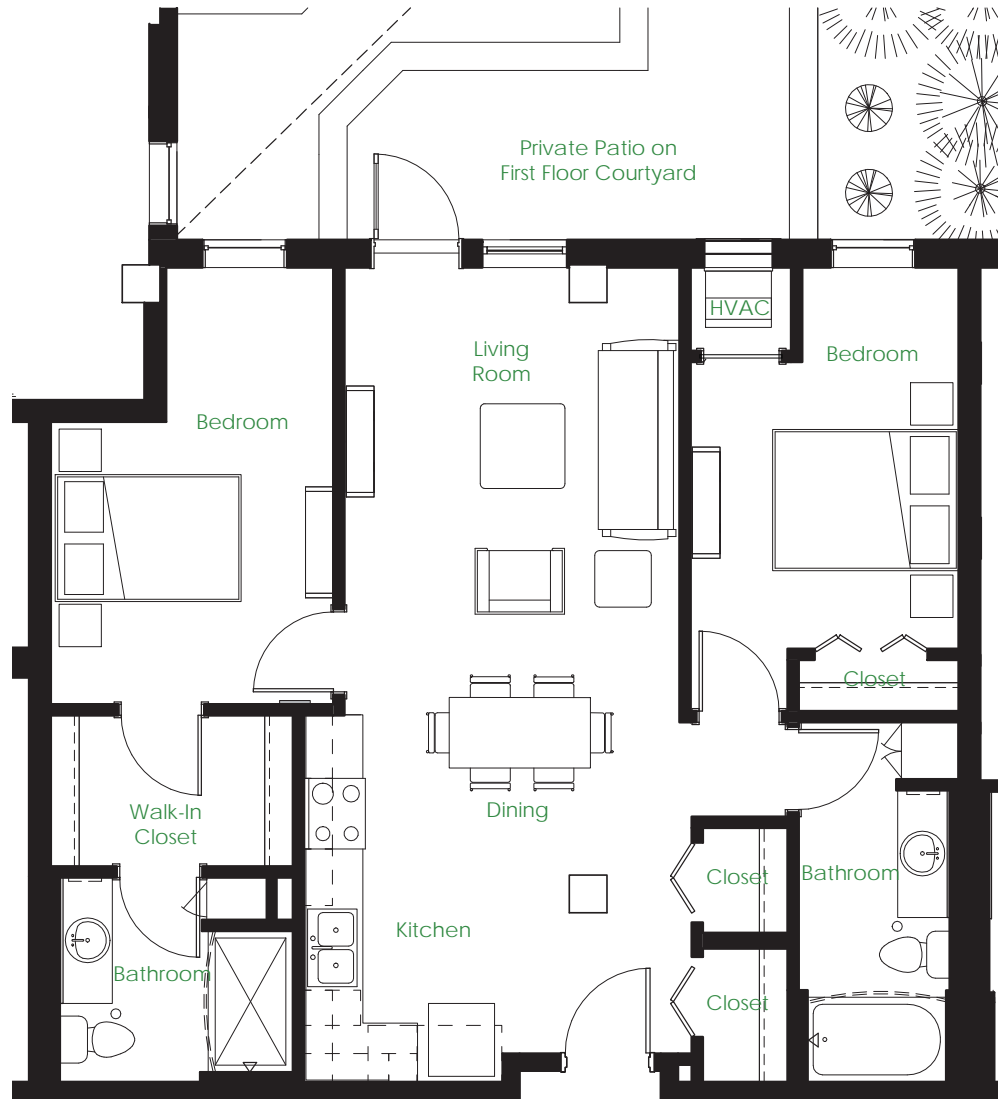 Private Patio on
First Floor Courtyard
HVAC
Living
Room
Bedroom
Bedroom
Closet
Walk-In
Closet
Dining
Closet
Bathroom
Kitchen
Bathroom
Closet